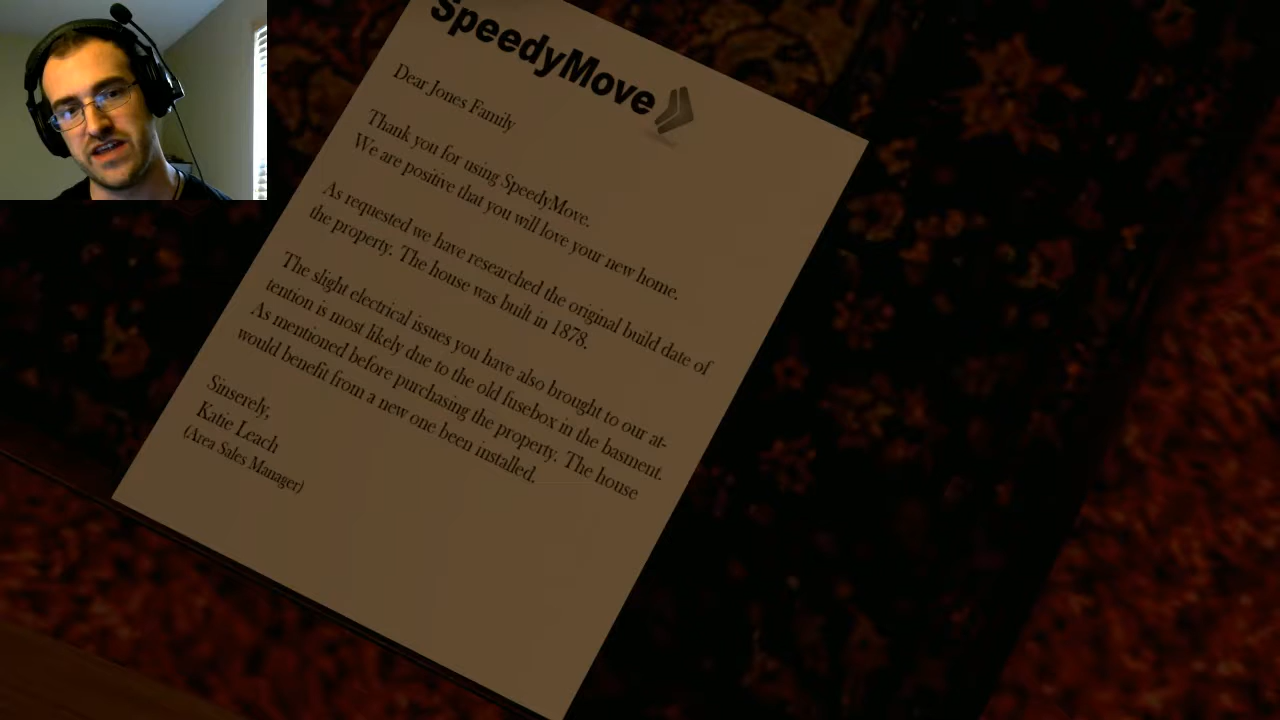 SpeedyMove
Dear Jones Family
Thank you for using SpeedyMove.
We are positive that you will love your new home.
As requested we have researched the original build date of
the property. The house was built in 1878.
The slight electrical issues you have also brought to our at-
tention is most likely due to the old fusebox in the basment.
As mentioned before purchasing the property. The house
would benefit from a new one been installed.
Sinserely,
Katie Leach
(Area Sales Manager)